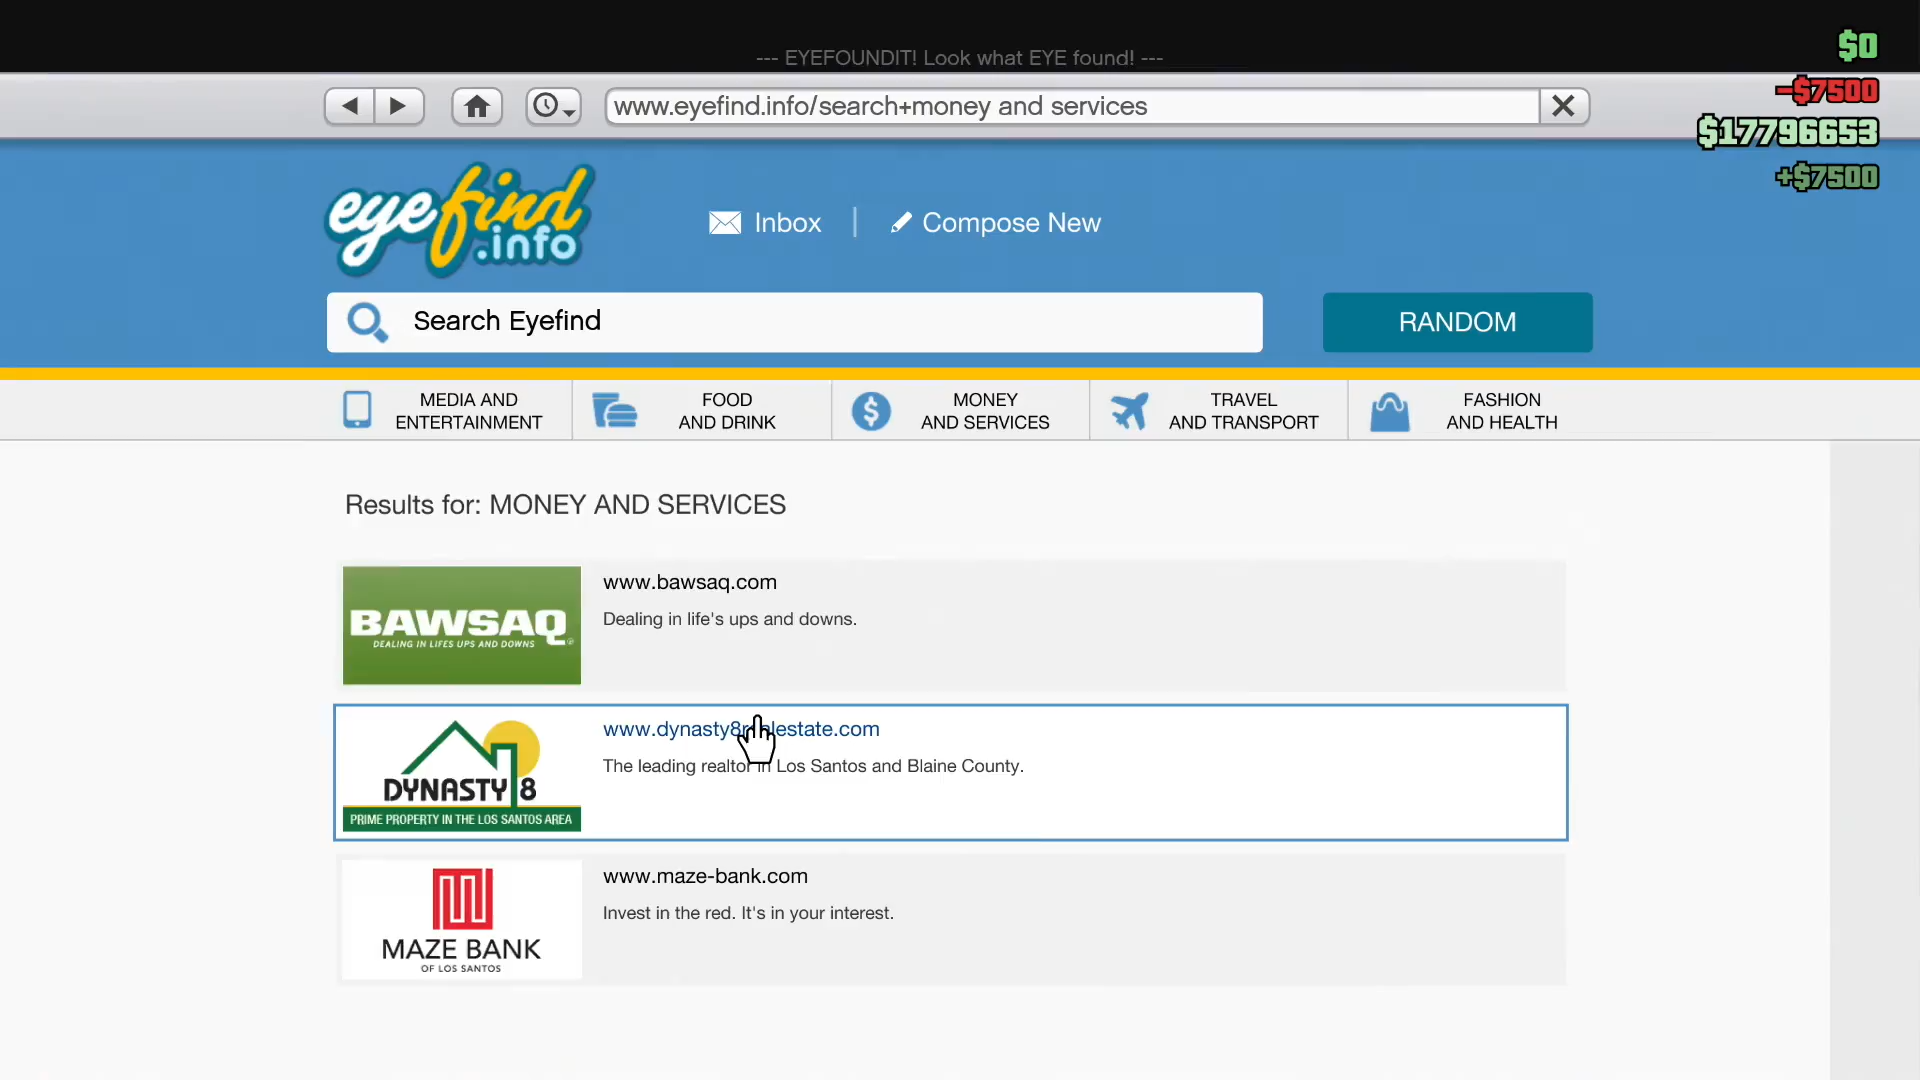 --- EYEFOUNDIT! Look what EYE found! ---
$0
-$7500
$17796653
+$7500
www.eyefind.info/search+money and services
eyefind
.info
Inbox
Compose New
Search Eyefind
RANDOM
MEDIA AND
ENTERTAINMENT
FOOD
AND DRINK
MONEY
AND SERVICES
TRAVEL
AND TRANSPORT
FASHION
AND HEALTH
Results for: MONEY AND SERVICES
BAWSAQ
DEALING IN LIFES UPS AND DOWNS
www.bawsaq.com
Dealing in life's ups and downs.
DYNASTY 8
PRIME PROPERTY IN THE LOS SANTOS AREA
www.dynasty8realestate.com
The leading realtor in Los Santos and Blaine County.
MAZE BANK
OF LOS SANTOS
www.maze-bank.com
Invest in the red. It's in your interest.